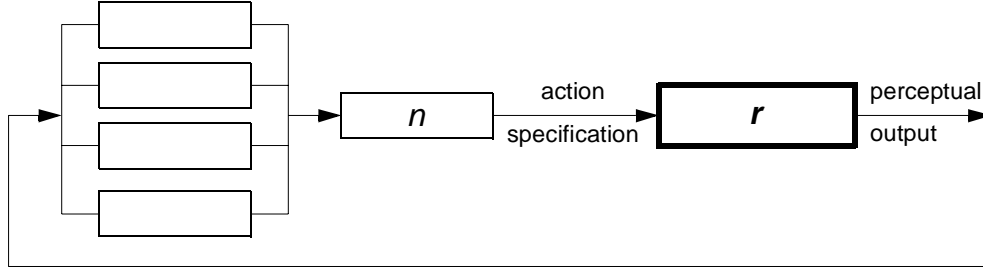 n
action
specification
r
perceptual
output